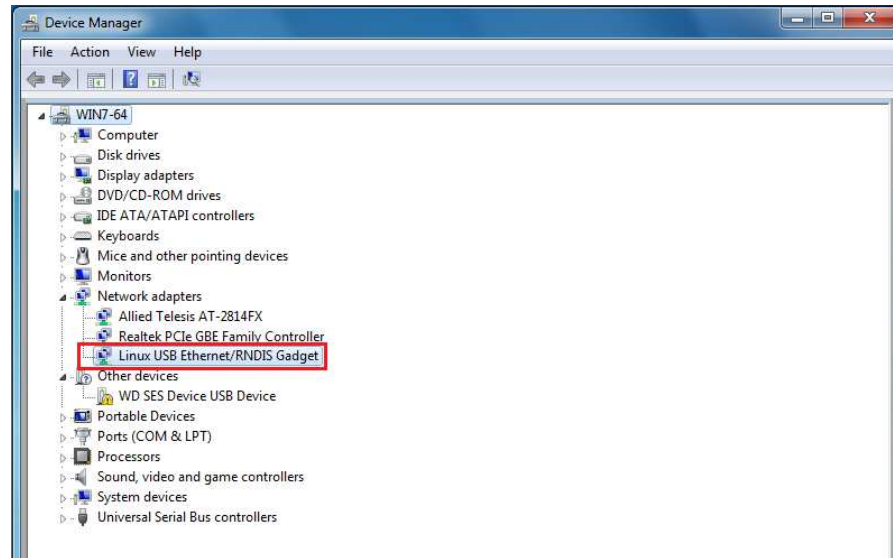 Device Manager
File Action View Help
WIN7-64
Computer
Disk drives
Display adapters
DVD/CD-ROM drives
IDE ATA/ATAPI controllers
Keyboards
Mice and other pointing devices
Monitors
Network adapters
Allied Telesis AT-2814FX
Realtek PCIe GBE Family Controller
Linux USB Ethernet/RNDIS Gadget
Other devices
WD SES Device USB Device
Portable Devices
Ports (COM & LPT)
Processors
Sound, video and game controllers
System devices
Universal Serial Bus controllers